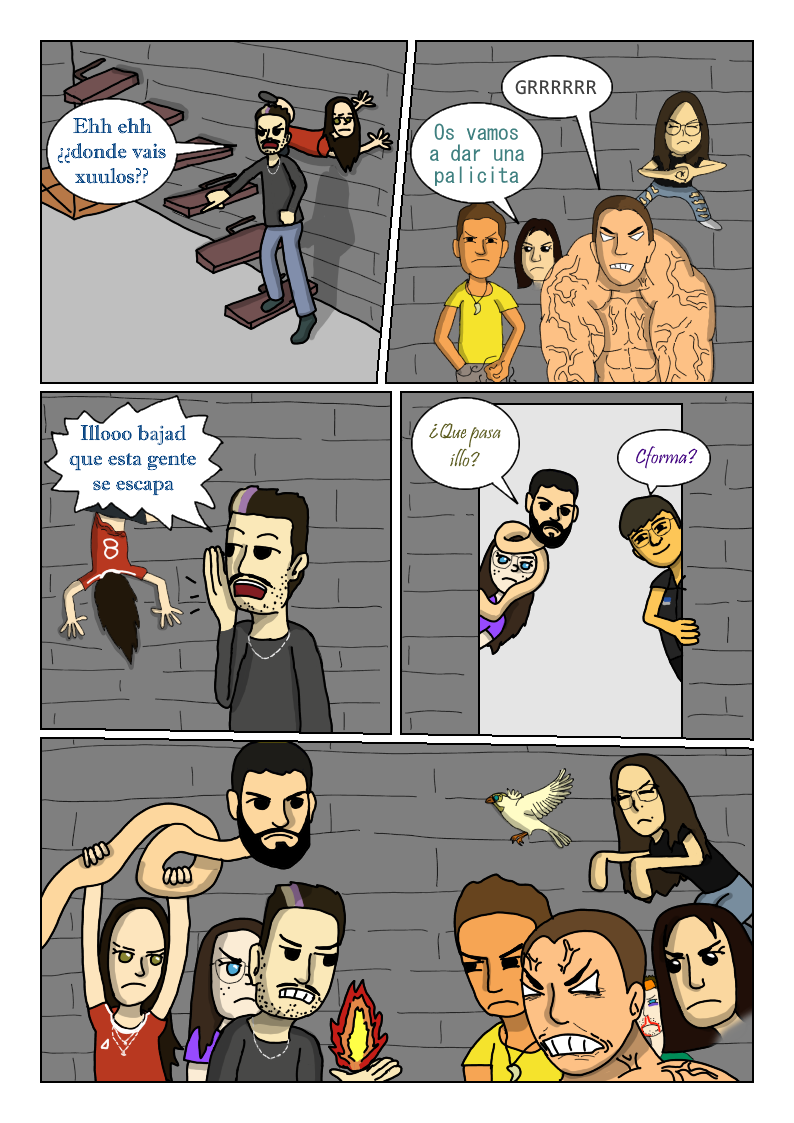 Ehh ehh
¿¿donde vais
xuulos??
GRRRRRR
Os vamos
a dar una
palicita
Illooo bajad
que esta gente
se escapa
8
¿Que pasa
illo?
Cforma?